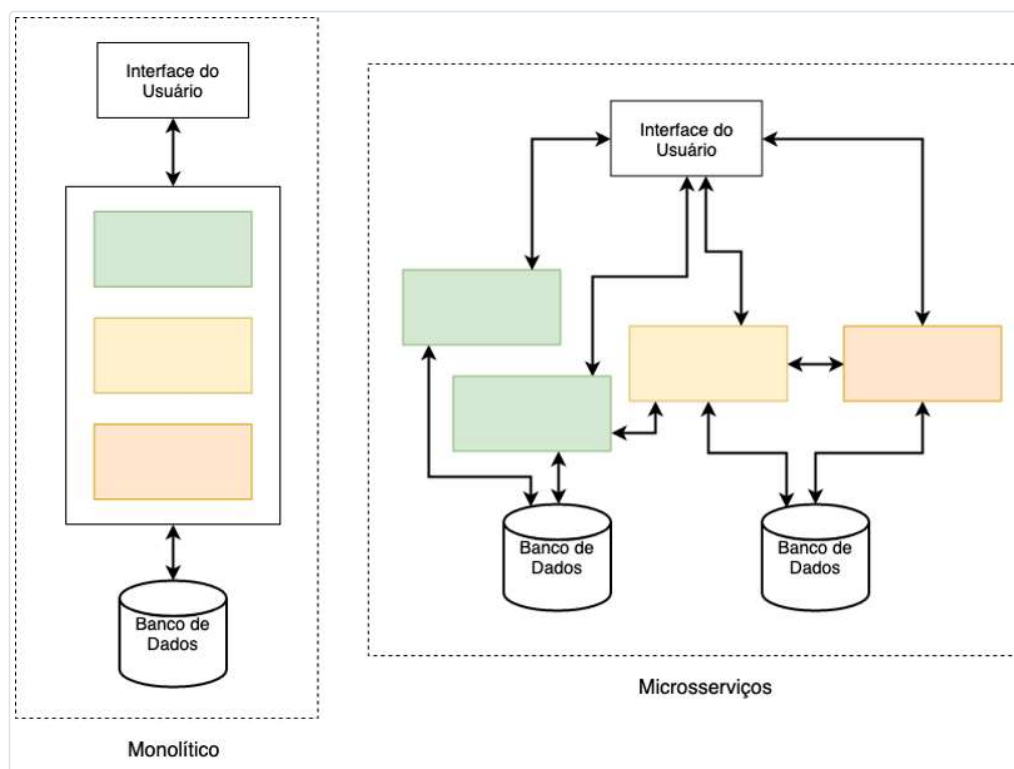 Interface do
Usuário
Banco de
Dados
Monolítico
Interface do
Usuário
Banco de
Dados
Banco de
Dados
Microsserviços